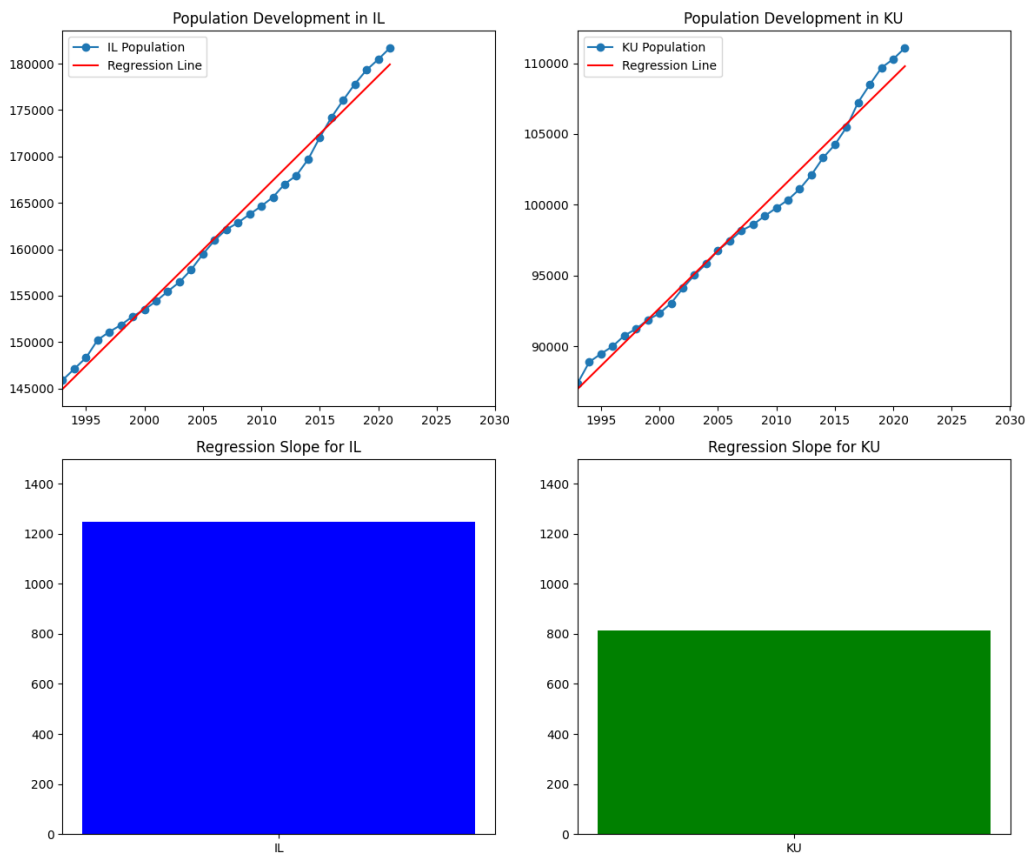 Population Development in IL
IL Population
Regression Line
180000
175000
170000
165000
160000
155000
150000
145000
1995 2000 2005 2010 2015 2020 2025 2030
Population Development in KU
KU Population
Regression Line
110000
105000
100000
95000
90000
1995 2000 2005 2010 2015 2020 2025 2030
Regression Slope for IL
1400
1200
1000
800
600
400
200
0
IL
Regression Slope for KU
1400
1200
1000
800
600
400
200
0
KU